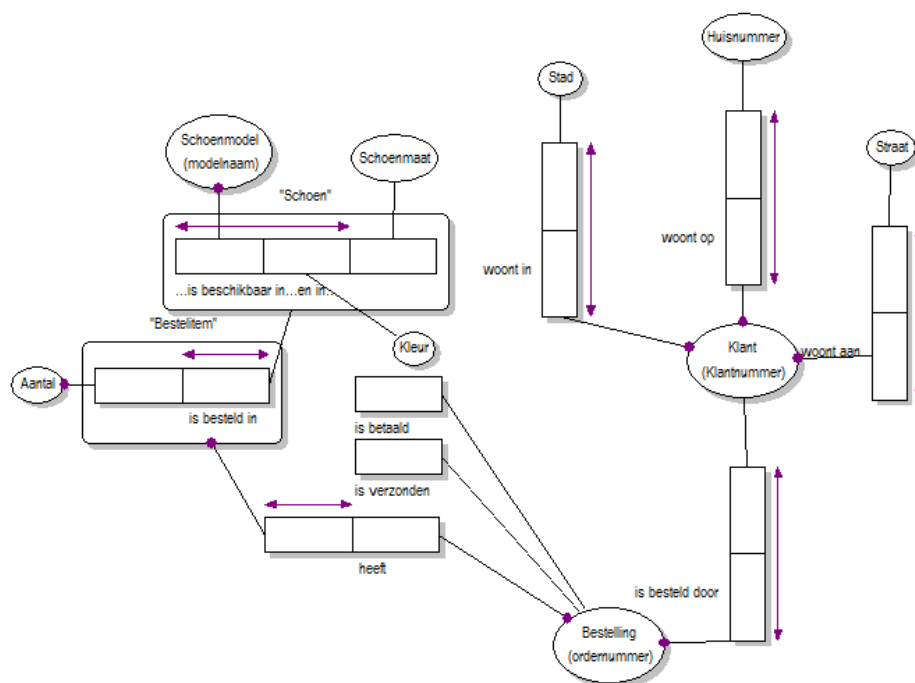 Huisnummer
Stad
Schoenmodel
(modelnaam)
Schoenmaat
Straat
"Schoen"
woont op
woont in
...is beschikbaar in...en in...
"Bestelitem"
Kleur
Klant
(Klantnummer)
woont aan
Aantal
is besteld in
is betaald
is verzonden
heeft
is besteld door
Bestelling
(ordernummer)